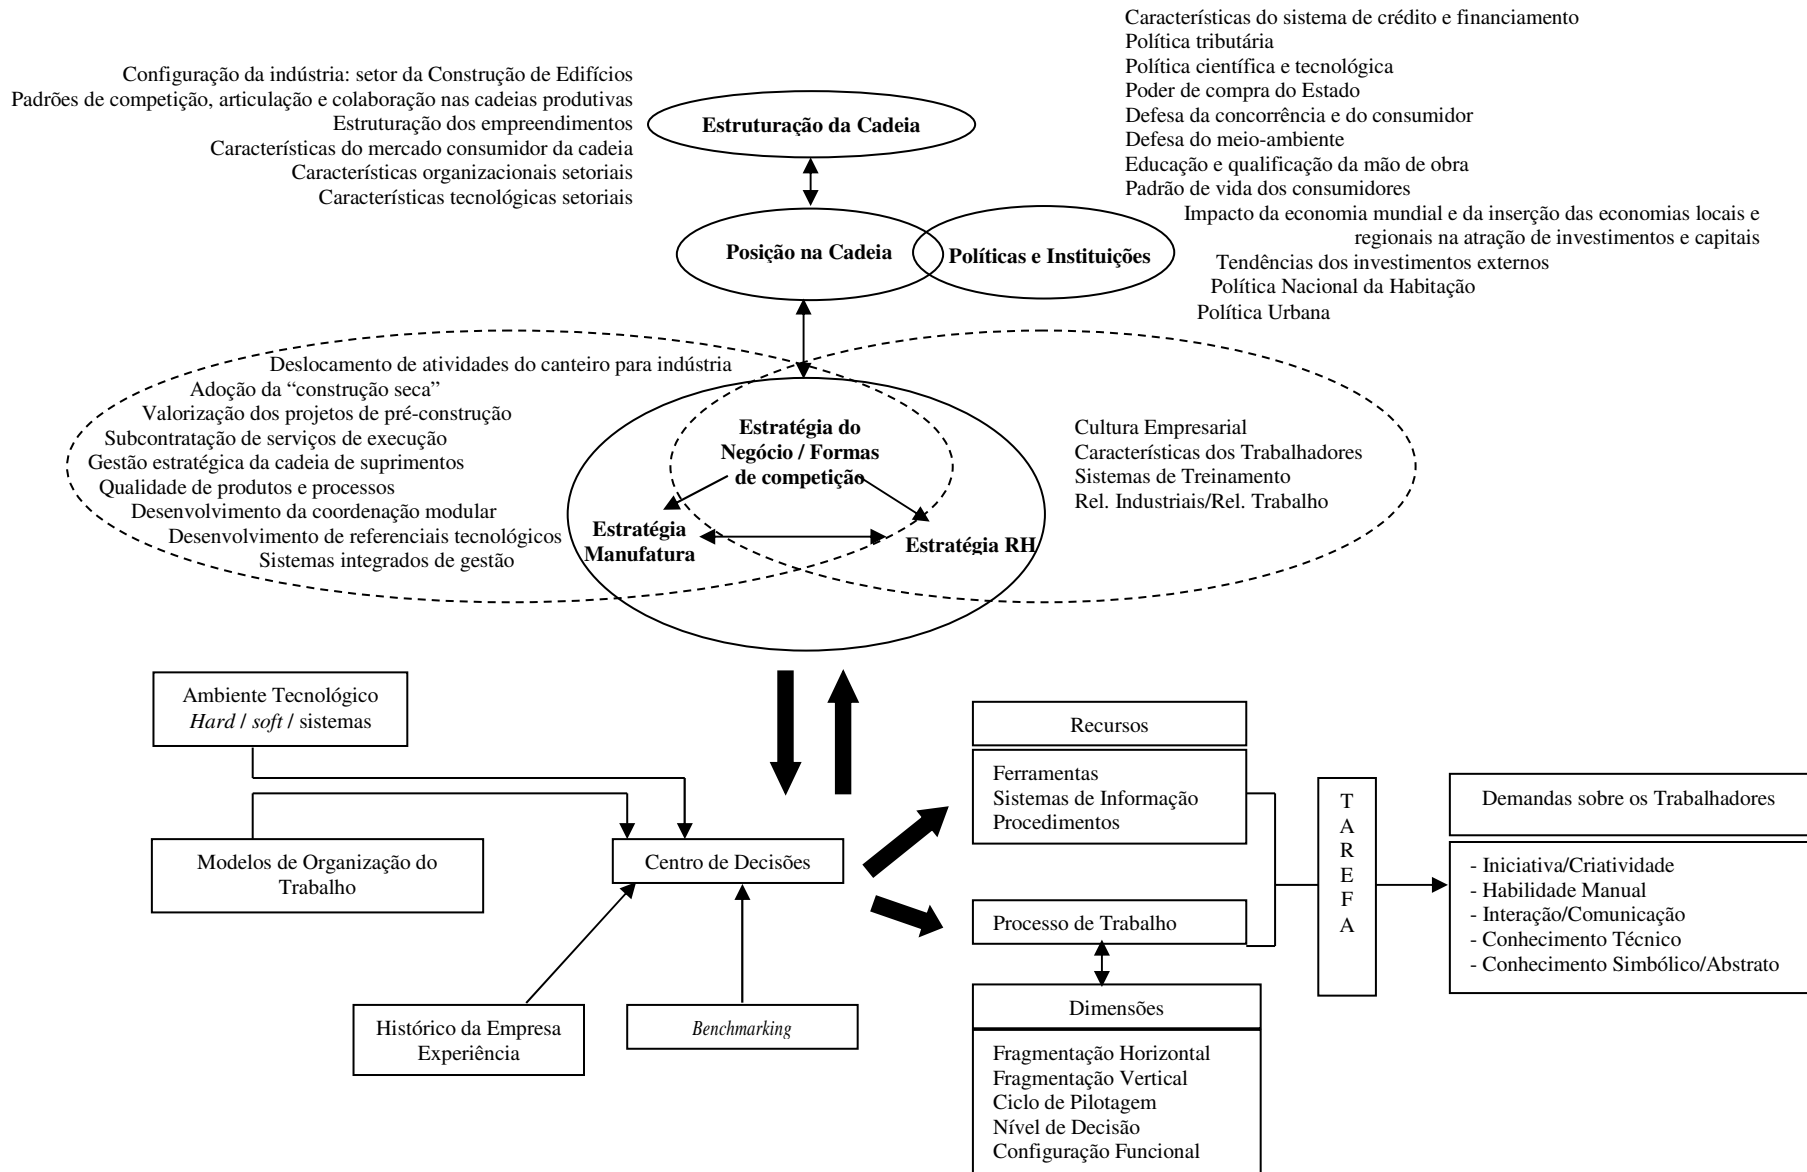 Características do sistema de crédito e financiamento
Política tributária
Política científica e tecnológica
Poder de compra do Estado
Defesa da concorrência e do consumidor
Defesa do meio-ambiente
Educação e qualificação da mão de obra
Padrão de vida dos consumidores
Impacto da economia mundial e da inserção das economias locais e
regionais na atração de investimentos e capitais
Tendências dos investimentos externos
Política Nacional da Habitação
Política Urbana
Configuração da indústria: setor da Construção de Edifícios
Padrões de competição, articulação e colaboração nas cadeias produtivas
Estruturação dos empreendimentos
Características do mercado consumidor da cadeia
Características organizacionais setoriais
Características tecnológicas setoriais
Estruturação da Cadeia
Posição na Cadeia
Políticas e Instituições
Deslocamento de atividades do canteiro para indústria
Adoção da “construção seca”
Valorização dos projetos de pré-construção
Subcontratação de serviços de execução
Gestão estratégica da cadeia de suprimentos
Qualidade de produtos e processos
Desenvolvimento da coordenação modular
Desenvolvimento de referenciais tecnológicos
Sistemas integrados de gestão
Estratégia do
Negócio / Formas
de competição
Estratégia
Manufatura
Estratégia RH
Cultura Empresarial
Características dos Trabalhadores
Sistemas de Treinamento
Rel. Industriais/Rel. Trabalho
Ambiente Tecnológico
Hard / soft / sistemas
Modelos de Organização do
Trabalho
Centro de Decisões
Histórico da Empresa
Experiência
Benchmarking
Recursos
Ferramentas
Sistemas de Informação
Procedimentos
Processo de Trabalho
Dimensões
Fragmentação Horizontal
Fragmentação Vertical
Ciclo de Pilotagem
Nível de Decisão
Configuração Funcional
T
A
R
E
F
A
Demandas sobre os Trabalhadores
- Iniciativa/Criatividade
- Habilidade Manual
- Interação/Comunicação
- Conhecimento Técnico
- Conhecimento Simbólico/Abstrato